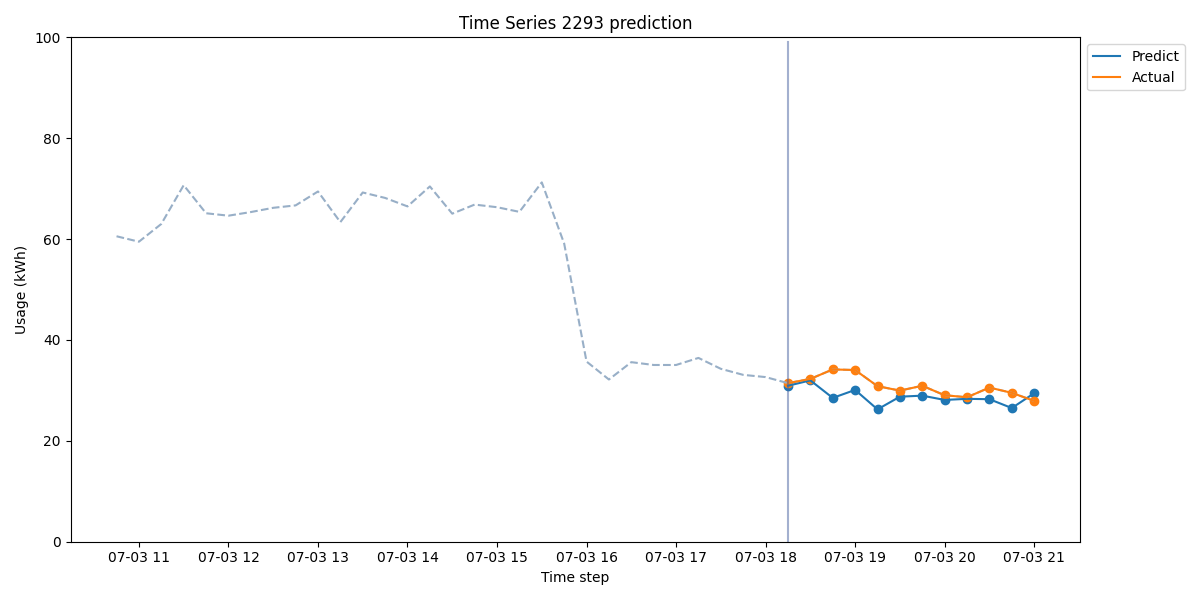 Time Series 2293 prediction
Predict
Actual
100
80
60
40
20
0
Usage (kWh)
07-03 11 07-03 12 07-03 13 07-03 14 07-03 15 07-03 16 07-03 17 07-03 18 07-03 19 07-03 20 07-03 21
Time step